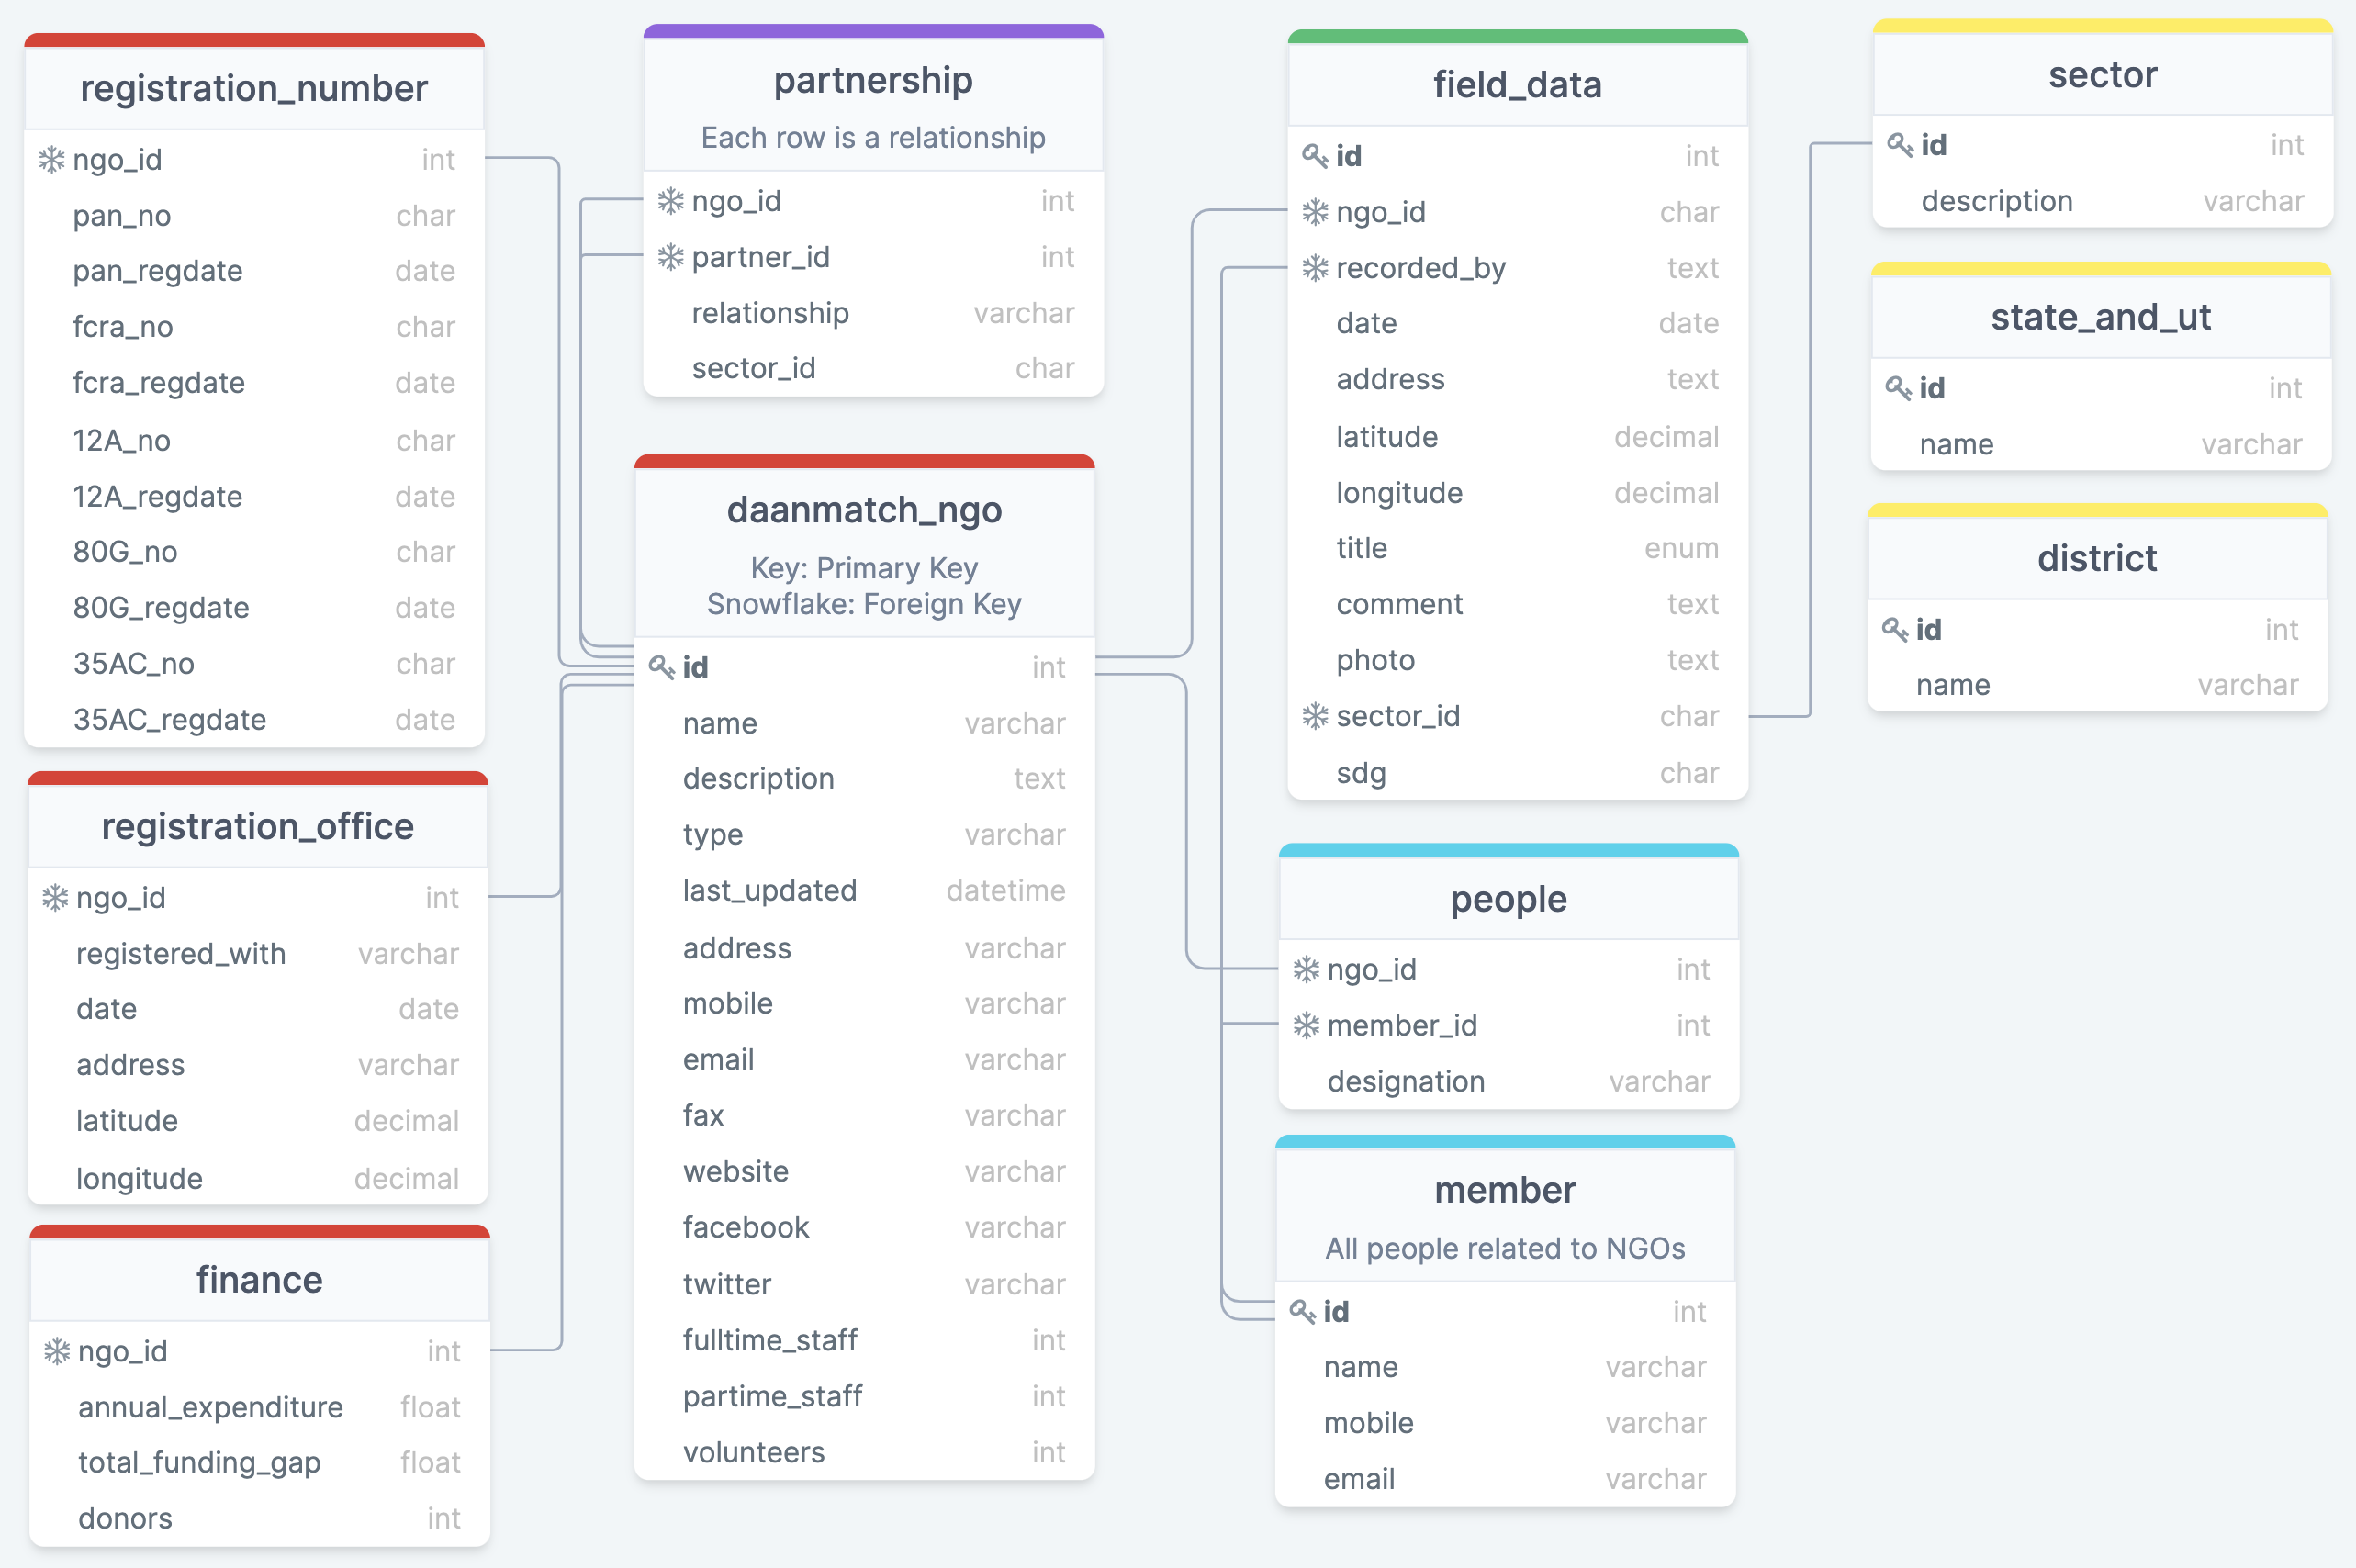 registration_number
ngo_id int
pan_no char
pan_regdate date
fcra_no char
fcra_regdate date
12A_no char
12A_regdate date
80G_no char
80G_regdate date
35AC_no char
35AC_regdate date
registration_office
ngo_id int
registered_with varchar
date date
address varchar
latitude decimal
longitude decimal
finance
ngo_id int
annual_expenditure float
total_funding_gap float
donors int
partnership
Each row is a relationship
ngo_id int
partner_id int
relationship varchar
sector_id char
daanmatch_ngo
Key: Primary Key
Snowflake: Foreign Key
id int
name varchar
description text
type varchar
last_updated datetime
address varchar
mobile varchar
email varchar
fax varchar
website varchar
facebook varchar
twitter varchar
fulltime_staff int
partime_staff int
volunteers int
field_data
id int
ngo_id char
recorded_by text
date date
address text
latitude decimal
longitude decimal
title enum
comment text
photo text
sector_id char
sdg char
people
ngo_id int
member_id int
designation varchar
member
All people related to NGOs
id int
name varchar
mobile varchar
email varchar
sector
id int
description varchar
state_and_ut
id int
name varchar
district
id int
name varchar